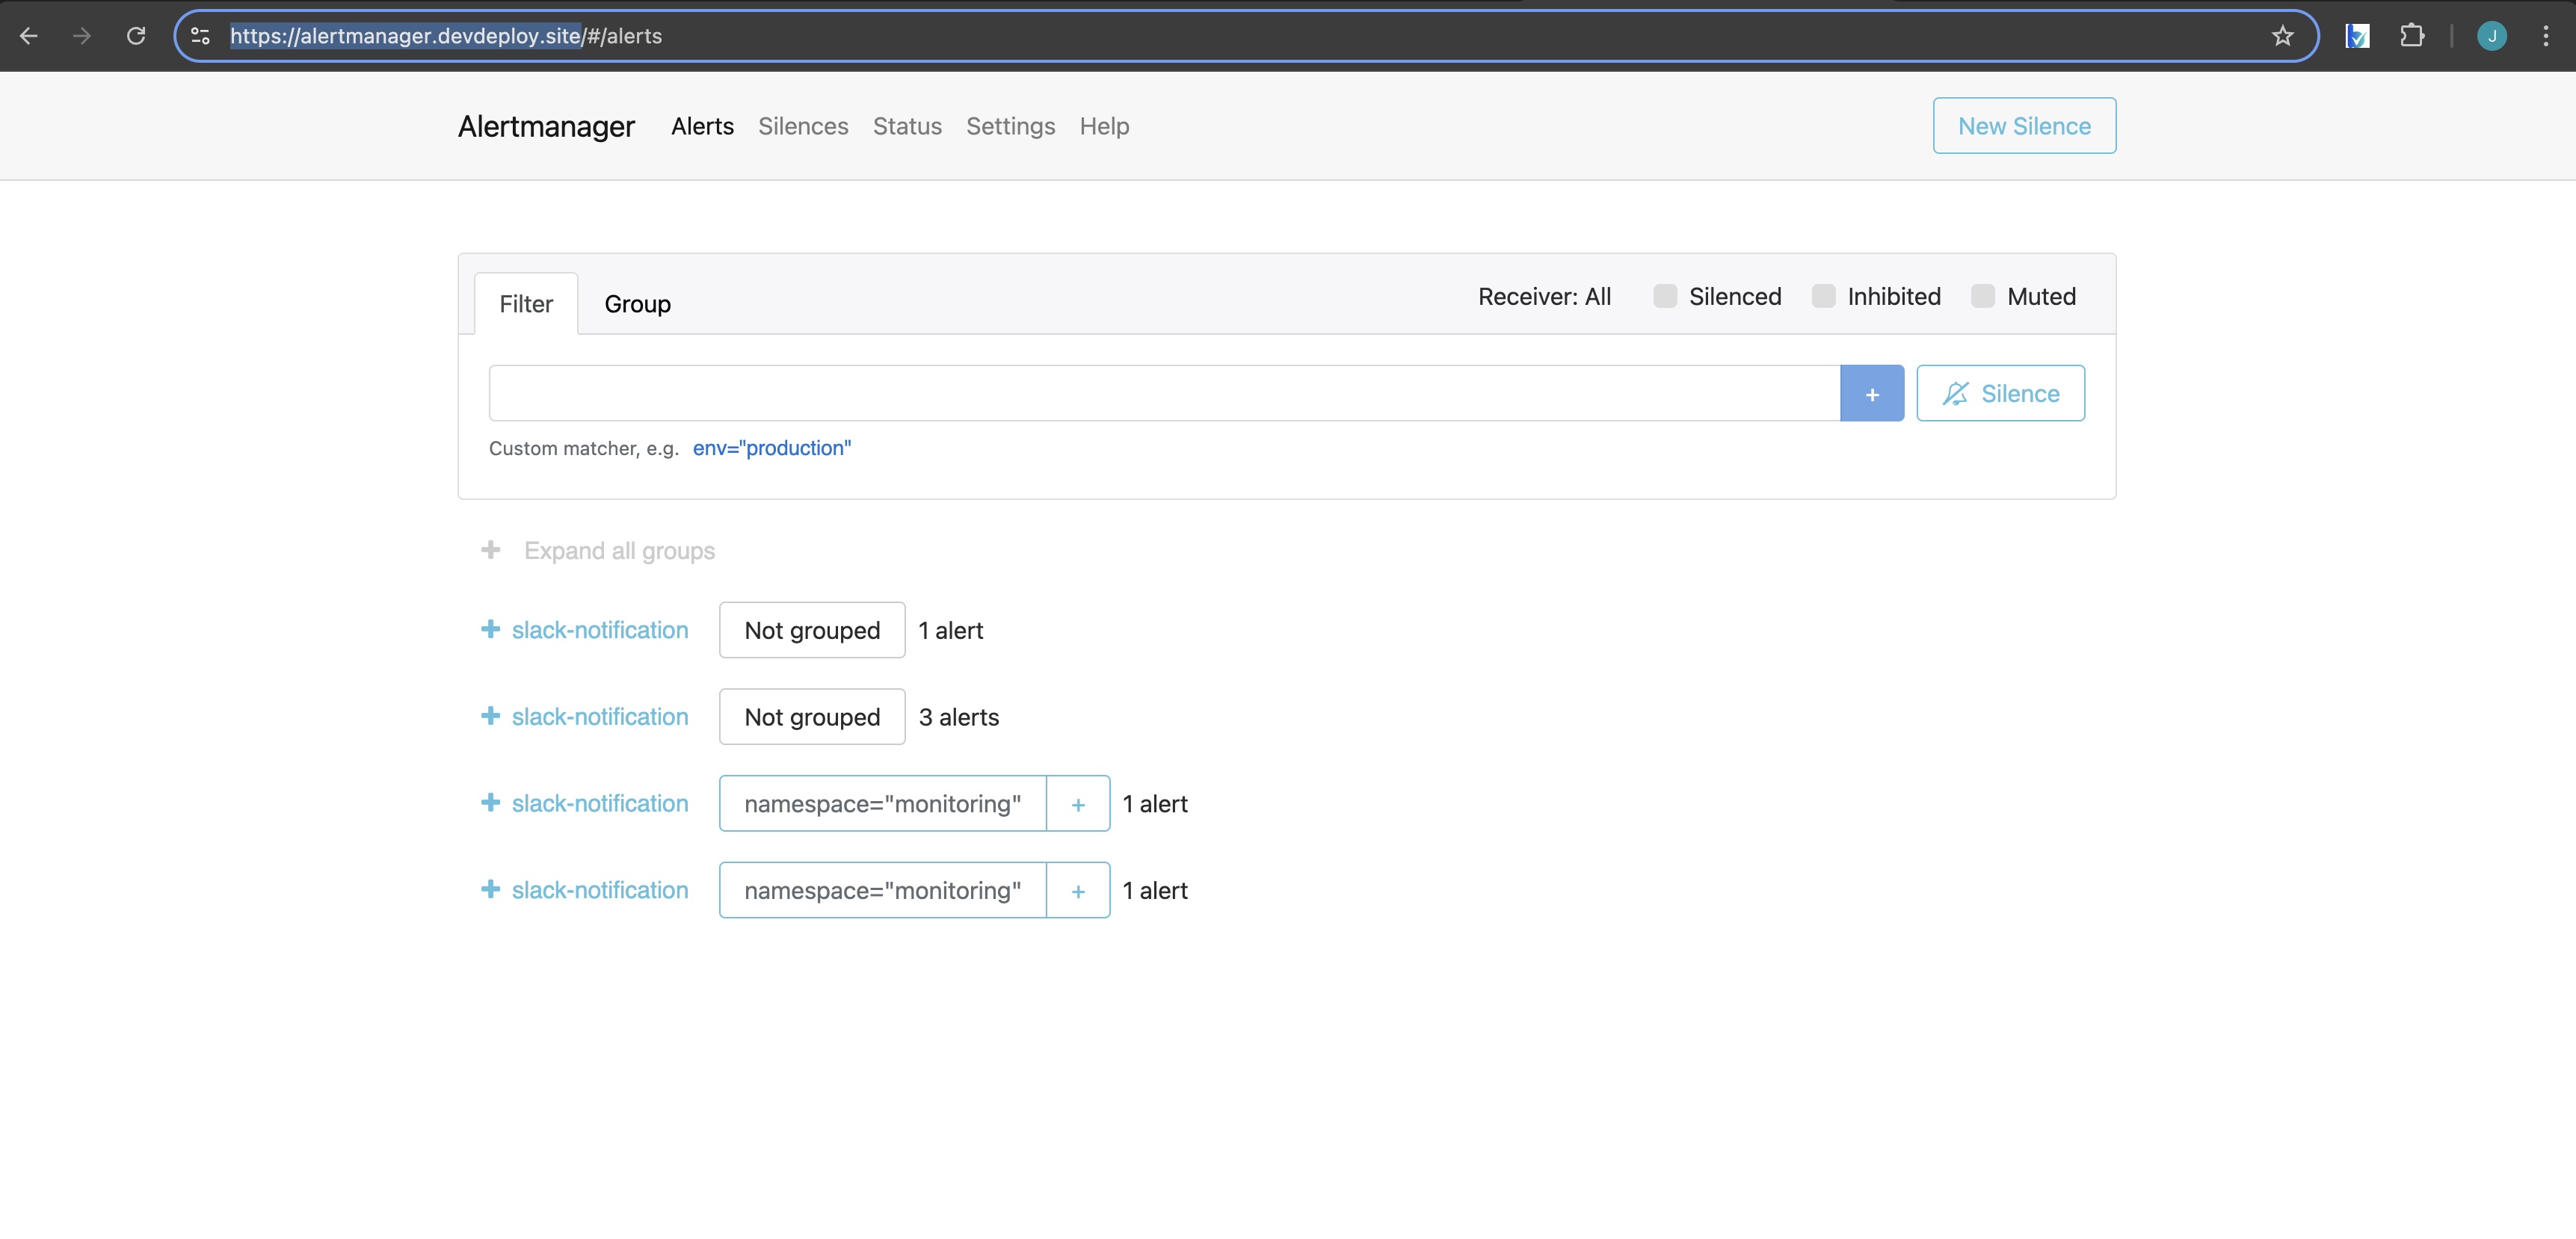 https://alertmanager.devdeploy.site/#/alerts
J
Alertmanager Alerts Silences Status Settings Help New Silence
Filter Group Receiver: All Silenced Inhibited Muted
+ Silence
Custom matcher, e.g. env="production"
+ Expand all groups
+ slack-notification Not grouped 1 alert
+ slack-notification Not grouped 3 alerts
+ slack-notification namespace="monitoring" + 1 alert
+ slack-notification namespace="monitoring" + 1 alert